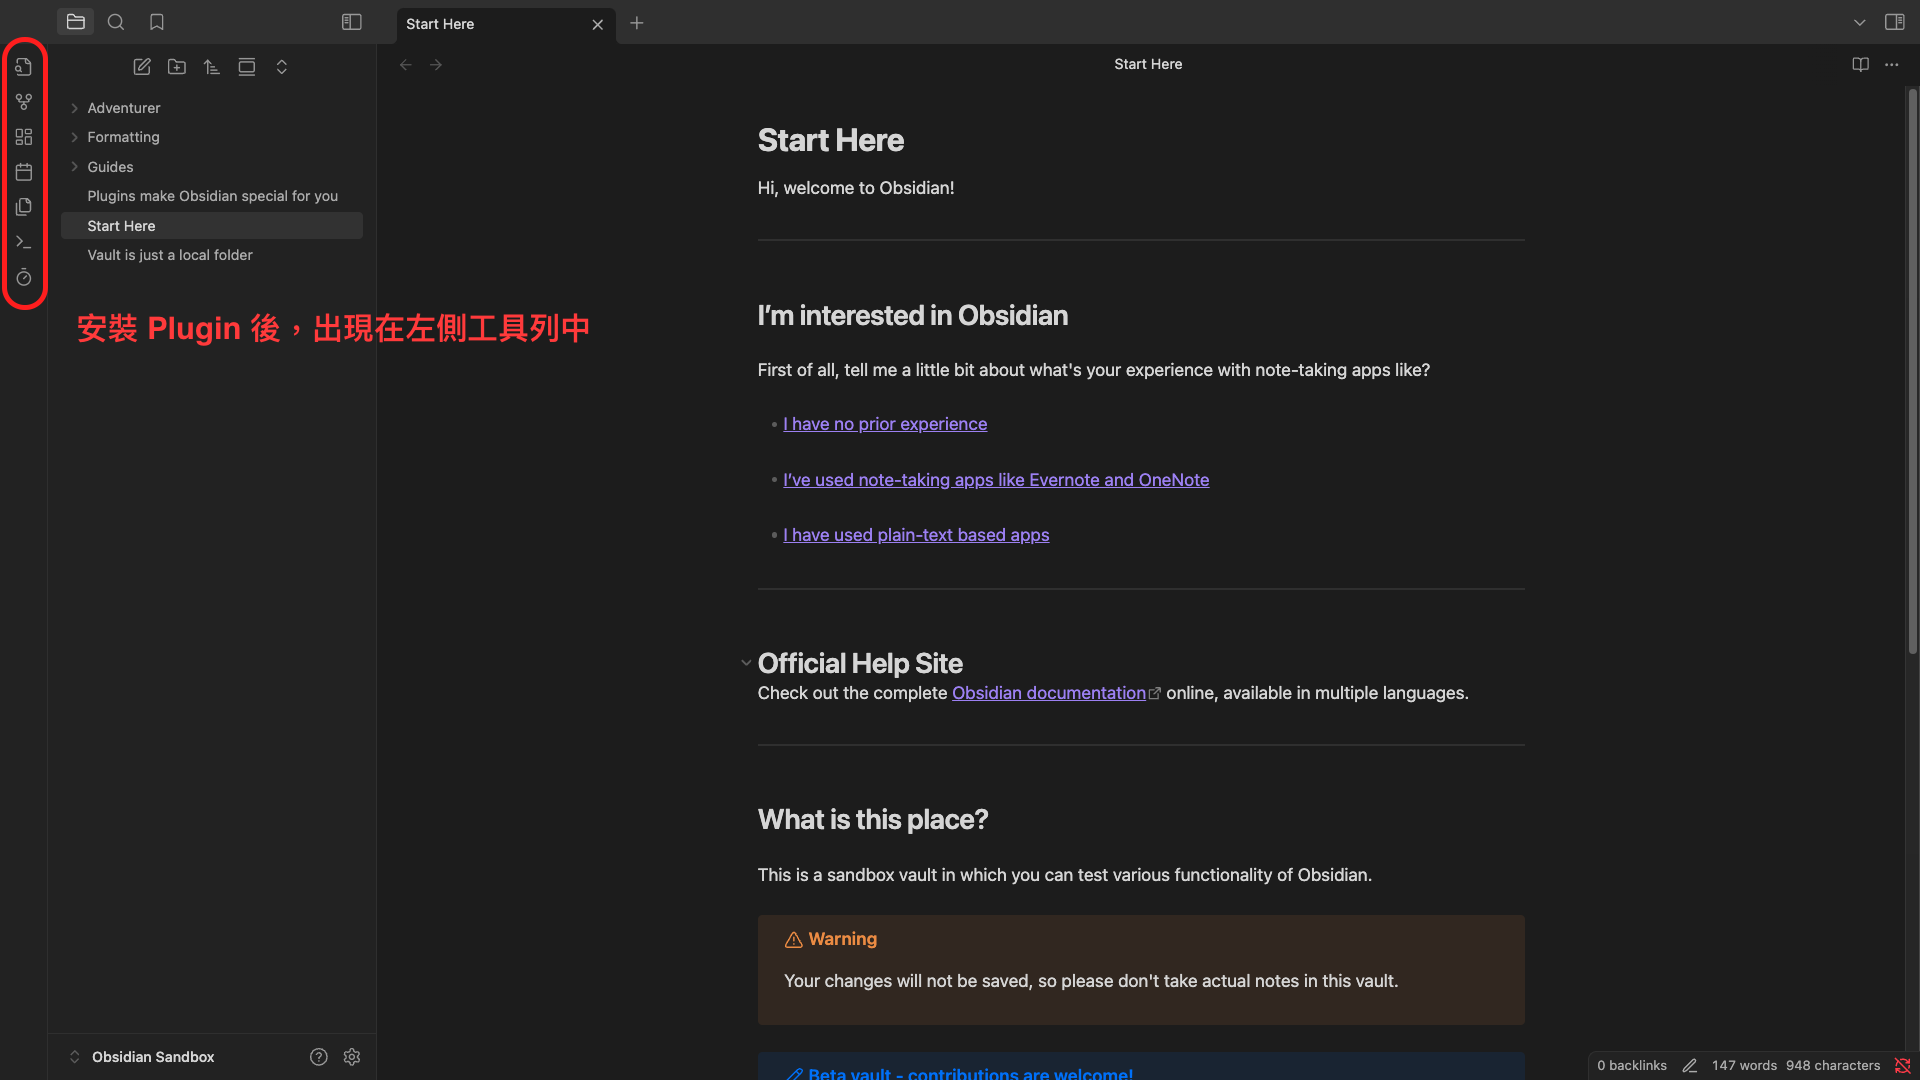 Start Here
Start Here
Adventurer
Formatting
Guides
Plugins make Obsidian special for you
Start Here
Vault is just a local folder
安裝 Plugin 後，出現在左側工具列中
Obsidian Sandbox
Start Here
Hi, welcome to Obsidian!
I’m interested in Obsidian
First of all, tell me a little bit about what's your experience with note-taking apps like?
I have no prior experience
I’ve used note-taking apps like Evernote and OneNote
I have used plain-text based apps
Official Help Site
Check out the complete Obsidian documentation online, available in multiple languages.
What is this place?
This is a sandbox vault in which you can test various functionality of Obsidian.
Warning
Your changes will not be saved, so please don't take actual notes in this vault.
Beta vault - contributions are welcome!
0 backlinks 147 words 948 characters